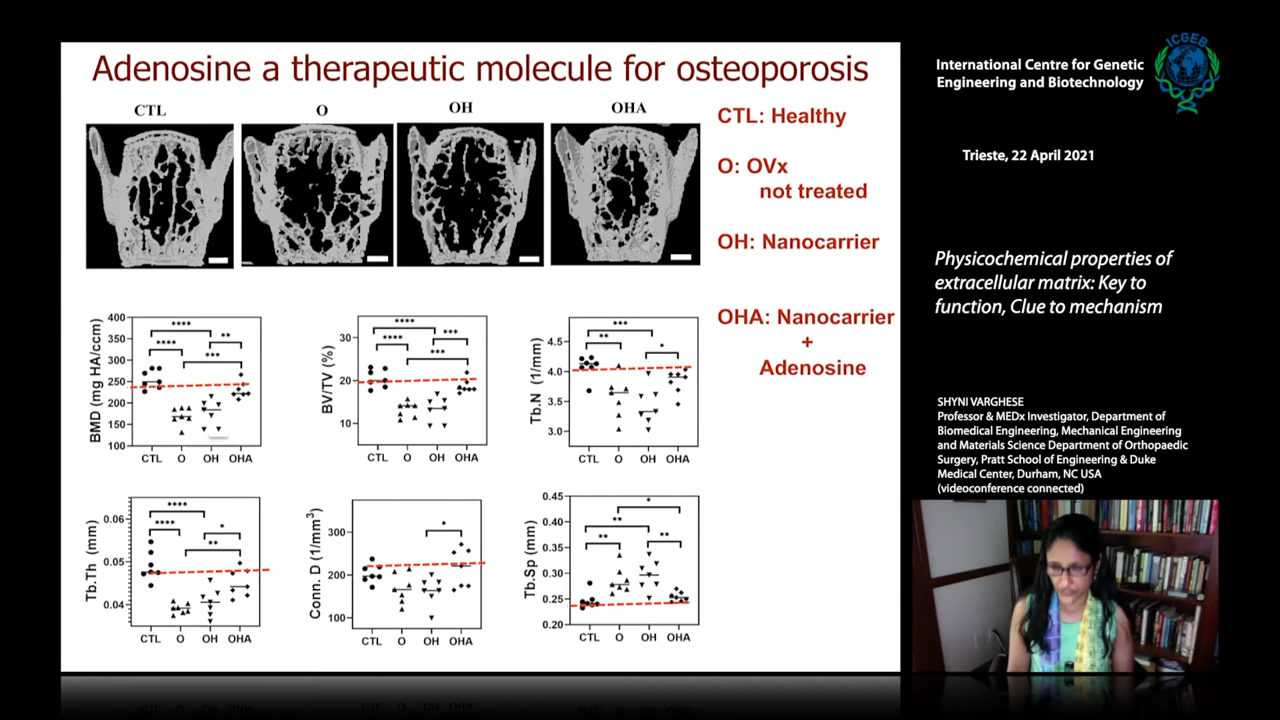 Adenosine a therapeutic molecule for osteoporosis
CTL
O
OH
OHA
CTL: Healthy
O: OVx
not treated
OH: Nanocarrier
OHA: Nanocarrier
+
Adenosine
BMD (mg HA/ccm)
400
350
300
250
200
150
100
****
****
**
***
CTL
O
OH
OHA
BV/TV (%)
30
20
10
****
****
***
***
CTL
O
OH
OHA
Tb.N (1/mm)
4.5
4.0
3.5
3.0
***
**
*
CTL
O
OH
OHA
Tb.Th (mm)
0.06
0.05
0.04
****
****
*
**
CTL
O
OH
OHA
Conn. D (1/mm³)
300
200
100
*
CTL
O
OH
OHA
Tb.Sp (mm)
0.45
0.40
0.35
0.30
0.25
0.20
*
**
**
**
CTL
O
OH
OHA
International Centre for Genetic
Engineering and Biotechnology
ICGEB
Trieste, 22 April 2021
Physicochemical properties of
extracellular matrix: Key to
function, Clue to mechanism
SHYNI VARGHESE
Professor & MEDx Investigator, Department of
Biomedical Engineering, Mechanical Engineering
and Materials Science Department of Orthopaedic
Surgery, Pratt School of Engineering & Duke
Medical Center, Durham, NC USA
(videoconference connected)